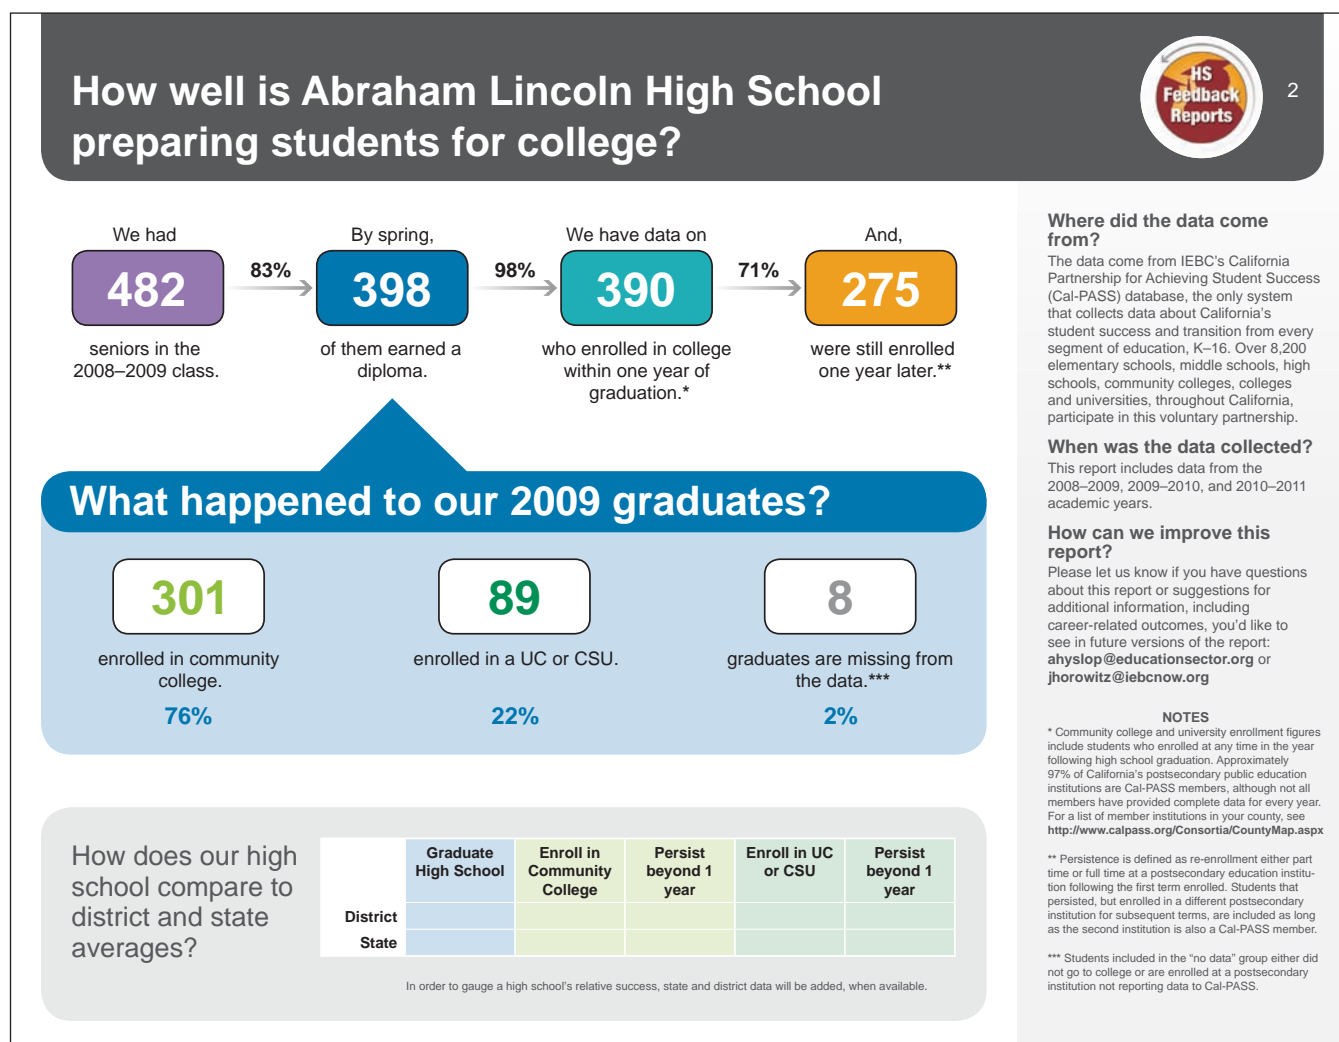 How well is Abraham Lincoln High School
preparing students for college?
HS
Feedback
Reports
2
We had
482
seniors in the
2008–2009 class.
83%
By spring,
398
of them earned a
diploma.
98%
We have data on
390
who enrolled in college
within one year of
graduation.*
71%
And,
275
were still enrolled
one year later.**
What happened to our 2009 graduates?
301
enrolled in community
college.
76%
89
enrolled in a UC or CSU.
22%
8
graduates are missing from
the data.***
2%
How does our high
school compare to
district and state
averages?
Graduate
High School
Enroll in
Community
College
Persist
beyond 1
year
Enroll in UC
or CSU
Persist
beyond 1
year
District
State
In order to gauge a high school's relative success, state and district data will be added, when available.
Where did the data come
from?
The data come from IEBC's California
Partnership for Achieving Student Success
(Cal-PASS) database, the only system
that collects data about California's
student success and transition from every
segment of education, K–16. Over 8,200
elementary schools, middle schools, high
schools, community colleges, colleges
and universities, throughout California,
participate in this voluntary partnership.
When was the data collected?
This report includes data from the
2008–2009, 2009–2010, and 2010–2011
academic years.
How can we improve this
report?
Please let us know if you have questions
about this report or suggestions for
additional information, including
career-related outcomes, you'd like to
see in future versions of the report:
ahyslop@educationsector.org or
jhorowitz@iebcnow.org
NOTES
* Community college and university enrollment figures
include students who enrolled at any time in the year
following high school graduation. Approximately
97% of California's postsecondary public education
institutions are Cal-PASS members, although not all
members have provided complete data for every year.
For a list of member institutions in your county, see
http://www.calpass.org/Consortia/CountyMap.aspx
** Persistence is defined as re-enrollment either part
time or full time at a postsecondary education institu-
tion following the first term enrolled. Students that
persisted, but enrolled in a different postsecondary
institution for subsequent terms, are included as long
as the second institution is also a Cal-PASS member.
*** Students included in the "no data" group either did
not go to college or are enrolled at a postsecondary
institution not reporting data to Cal-PASS.